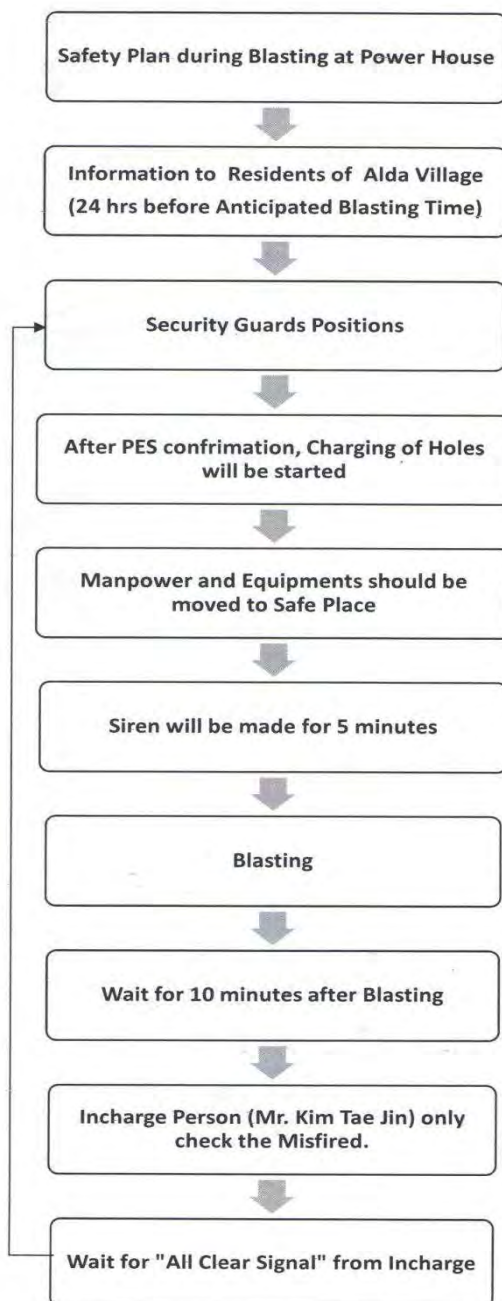 Safety Plan during Blasting at Power House
Information to Residents of Alda Village
(24 hrs before Anticipated Blasting Time)
Security Guards Positions
After PES confrimation, Charging of Holes
will be started
Manpower and Equipments should be
moved to Safe Place
Siren will be made for 5 minutes
Blasting
Wait for 10 minutes after Blasting
Incharge Person (Mr. Kim Tae Jin) only
check the Misfired.
Wait for "All Clear Signal" from Incharge